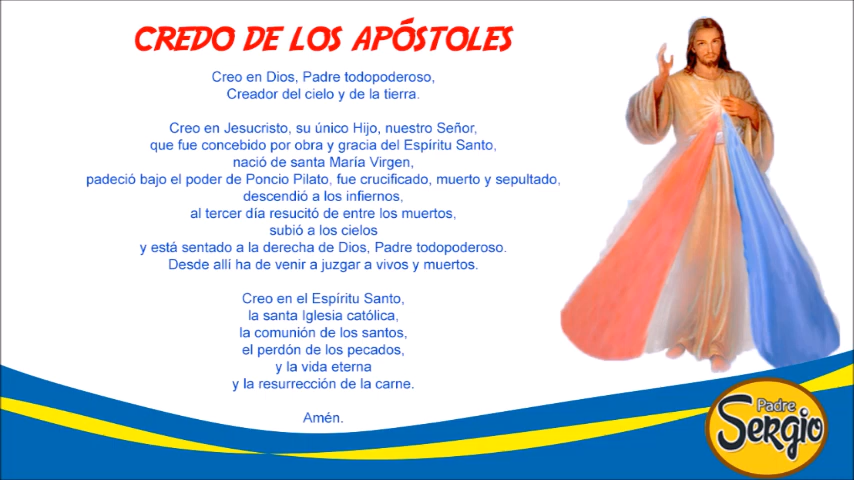 CREDO DE LOS APÓSTOLES
Creo en Dios, Padre todopoderoso,
Creador del cielo y de la tierra.
Creo en Jesucristo, su único Hijo, nuestro Señor,
que fue concebido por obra y gracia del Espíritu Santo,
nació de santa María Virgen,
padeció bajo el poder de Poncio Pilato, fue crucificado, muerto y sepultado,
descendió a los infiernos,
al tercer día resucitó de entre los muertos,
subió a los cielos
y está sentado a la derecha de Dios, Padre todopoderoso.
Desde allí ha de venir a juzgar a vivos y muertos.
Creo en el Espíritu Santo,
la santa Iglesia católica,
la comunión de los santos,
el perdón de los pecados,
y la vida eterna
y la resurrección de la carne.
Amén.
Padre
Sergio